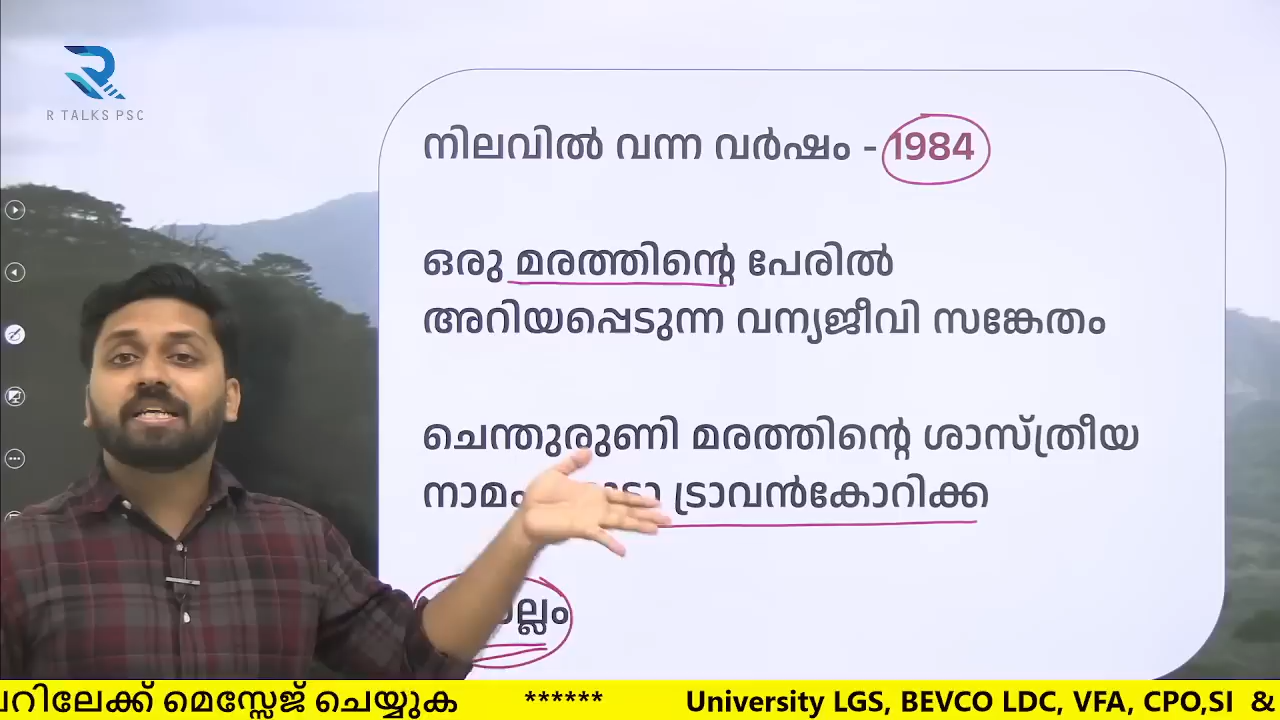 R TALKS PSC
നിലവിൽ വന്ന വർഷം - 1984
ഒരു മരത്തിന്റെ പേരിൽ
അറിയപ്പെടുന്ന വന്യജീവി സങ്കേതം
ചെന്തുരുണി മരത്തിന്റെ ശാസ്ത്രീയ
ട്രാവൻകോറിക്ക
മെസ്സേജ് ചെയ്യുക ****** University LGS, BEVCO LDC, VFA, CPO,SI &